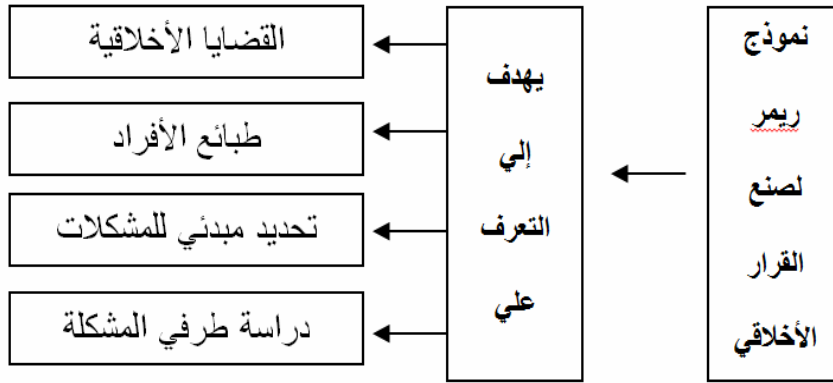 نموذج
ريمر
لصنع
القرار
الأخلاقي
يهدف
إلي
التعرف
علي
القضايا الأخلاقية
طبائع الأفراد
تحديد مبدئي للمشكلات
دراسة طرفي المشكلة